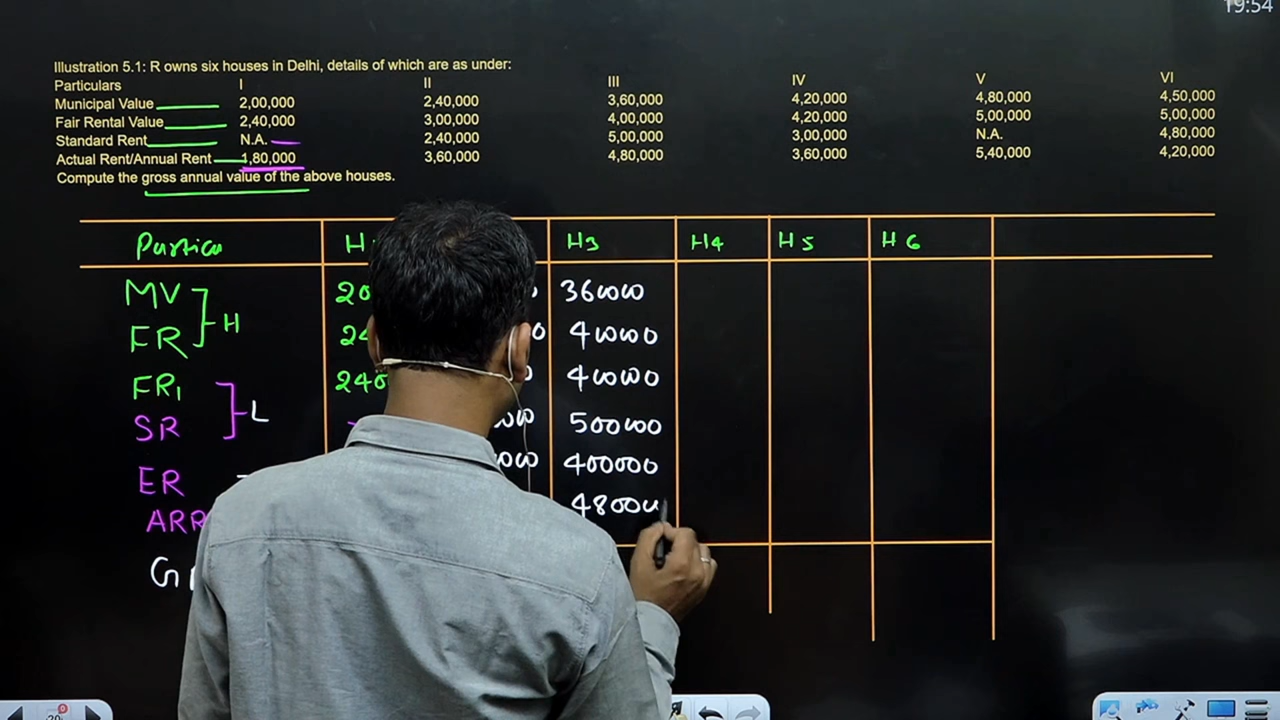 19:54
Illustration 5.1: R owns six houses in Delhi, details of which are as under:
Particulars I II III IV V VI
Municipal Value 2,00,000 2,40,000 3,60,000 4,20,000 4,80,000 4,50,000
Fair Rental Value 2,40,000 3,00,000 4,00,000 4,20,000 5,00,000 5,00,000
Standard Rent N.A. 2,40,000 5,00,000 3,00,000 N.A. 4,80,000
Actual Rent/Annual Rent 1,80,000 3,60,000 4,80,000 3,60,000 5,40,000 4,20,000
Compute the gross annual value of the above houses.
H3 H4 H5 H6
MV 360000
FR H
FR1 240
SR L 500000
ER 400000
ARR